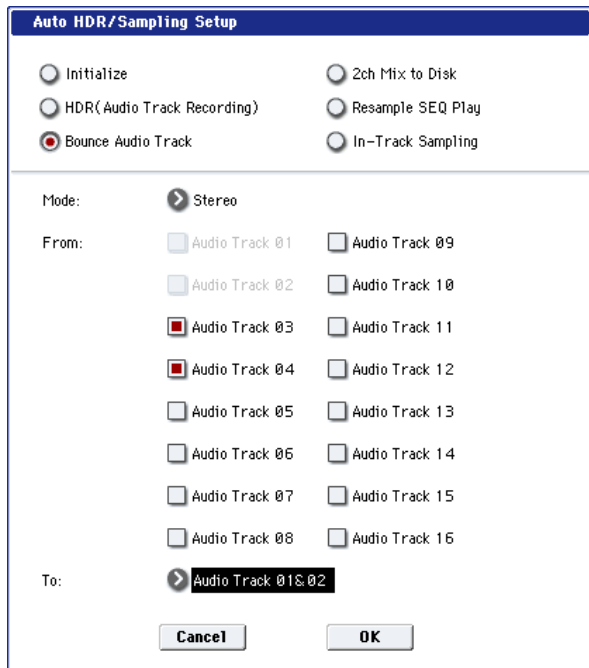 Auto HDR/Sampling Setup
Initialize 2ch Mix to Disk
HDR(Audio Track Recording) Resample SEQ Play
Bounce Audio Track In-Track Sampling
Mode: Stereo
From: Audio Track 01 Audio Track 09
Audio Track 02 Audio Track 10
Audio Track 03 Audio Track 11
Audio Track 04 Audio Track 12
Audio Track 05 Audio Track 13
Audio Track 06 Audio Track 14
Audio Track 07 Audio Track 15
Audio Track 08 Audio Track 16
To: Audio Track 01&02
Cancel OK